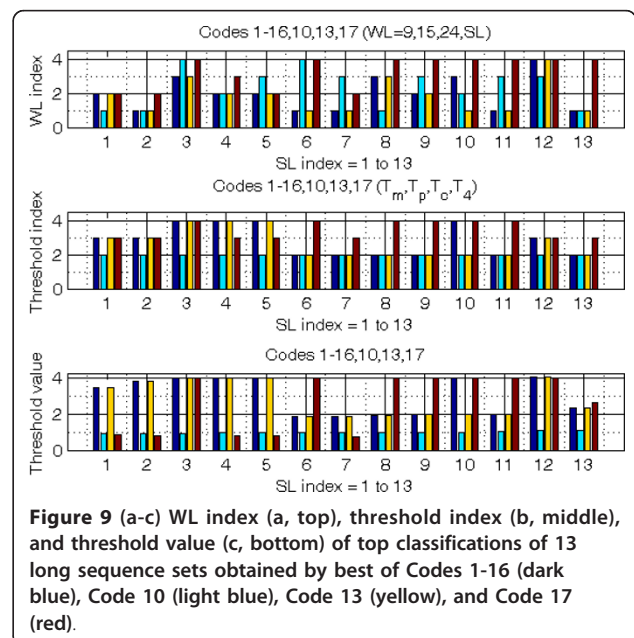 Codes 1-16,10,13,17 (WL=9,15,24,SL)
WL index
4
2
0
1 2 3 4 5 6 7 8 9 10 11 12 13
SL index = 1 to 13
Codes 1-16,10,13,17 (Tm,Tp,Tc,T4)
Threshold index
4
2
0
1 2 3 4 5 6 7 8 9 10 11 12 13
SL index = 1 to 13
Codes 1-16,10,13,17
Threshold value
4
2
0
1 2 3 4 5 6 7 8 9 10 11 12 13
SL index = 1 to 13
Figure 9 (a-c) WL index (a, top), threshold index (b, middle),
and threshold value (c, bottom) of top classifications of 13
long sequence sets obtained by best of Codes 1-16 (dark
blue), Code 10 (light blue), Code 13 (yellow), and Code 17
(red).